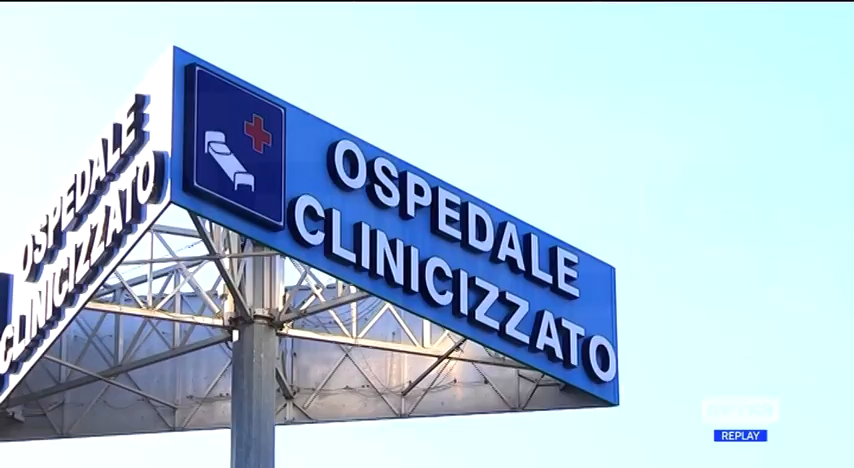 OSPEDALE
CLINICIZZATO
OSPEDALE
CLINICIZZATO
REPLAY